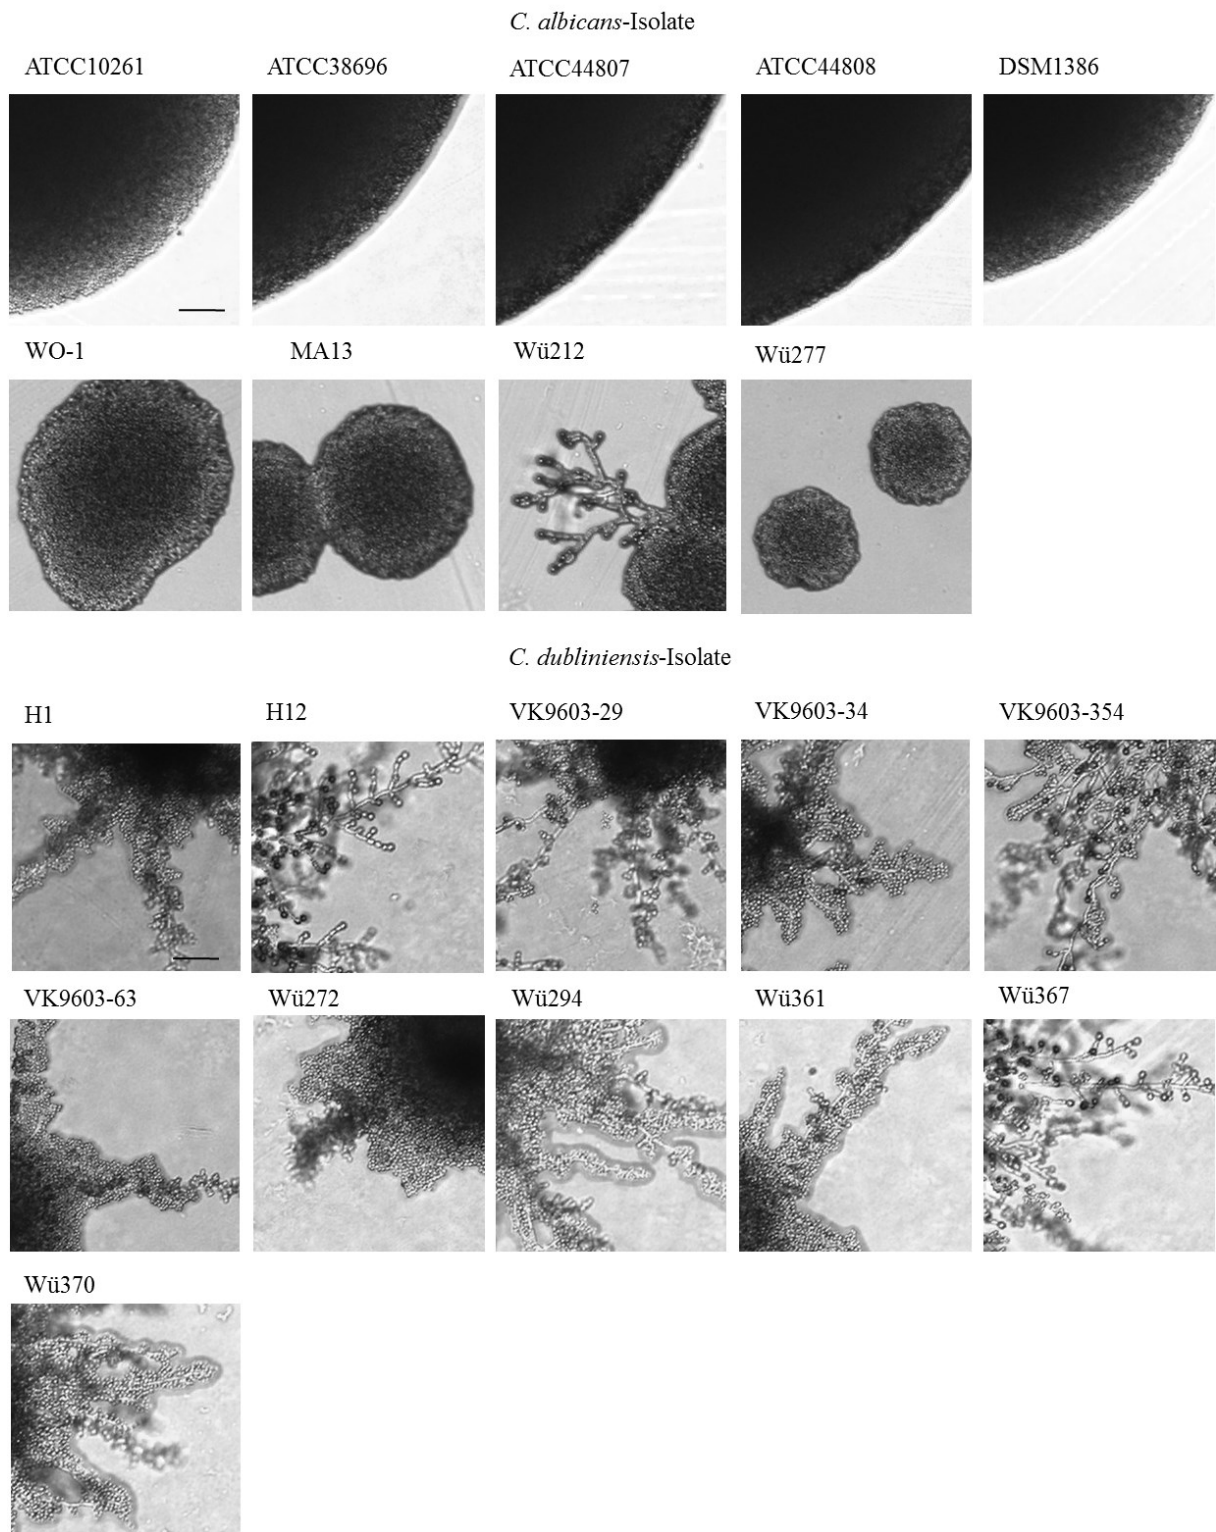 C. albicans-Isolate
ATCC10261 ATCC38696 ATCC44807 ATCC44808 DSM1386
WO-1 MA13 Wü212 Wü277
C. dubliniensis-Isolate
H1 H12 VK9603-29 VK9603-34 VK9603-354
VK9603-63 Wü272 Wü294 Wü361 Wü367
Wü370